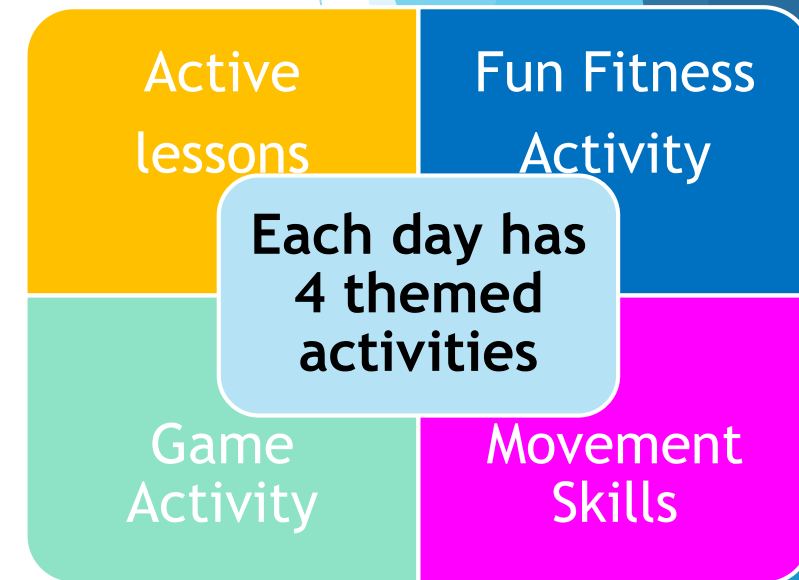 Active
lessons
Fun Fitness
Activity
Each day has
4 themed
activities
Game
Activity
Movement
Skills